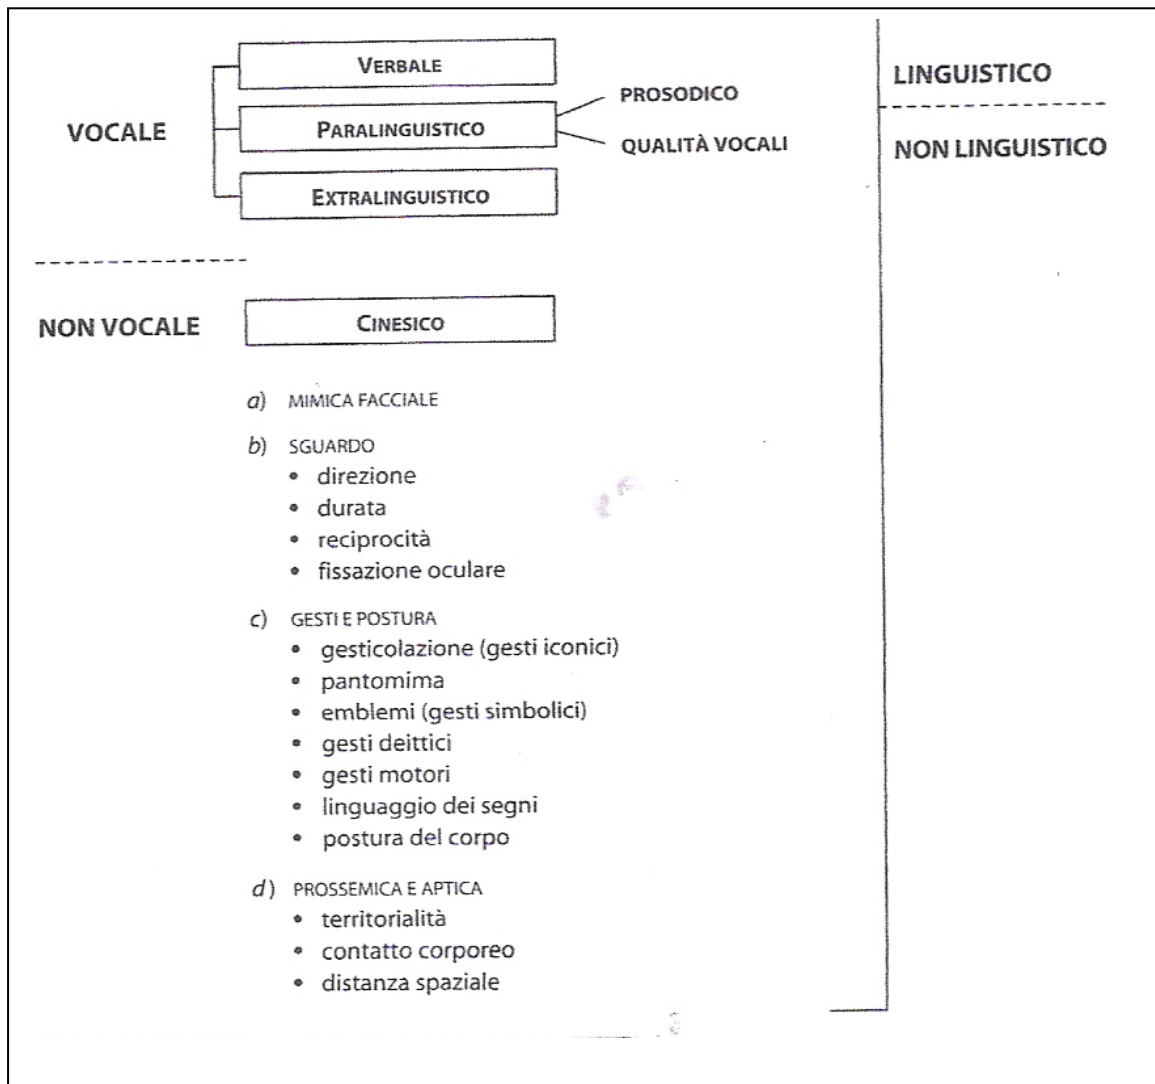 VERBALE
LINGUISTICO
PROSODICO
VOCALE
PARALINGUISTICO
QUALITÀ VOCALI
NON LINGUISTICO
EXTRALINGUISTICO
NON VOCALE
CINESICO
a) MIMICA FACCIALE
b) SGUARDO
• direzione
• durata
• reciprocità
• fissazione oculare
c) GESTI E POSTURA
• gesticolazione (gesti iconici)
• pantomima
• emblemi (gesti simbolici)
• gesti deittici
• gesti motori
• linguaggio dei segni
• postura del corpo
d) PROSSEMICA E APTICA
• territorialità
• contatto corporeo
• distanza spaziale